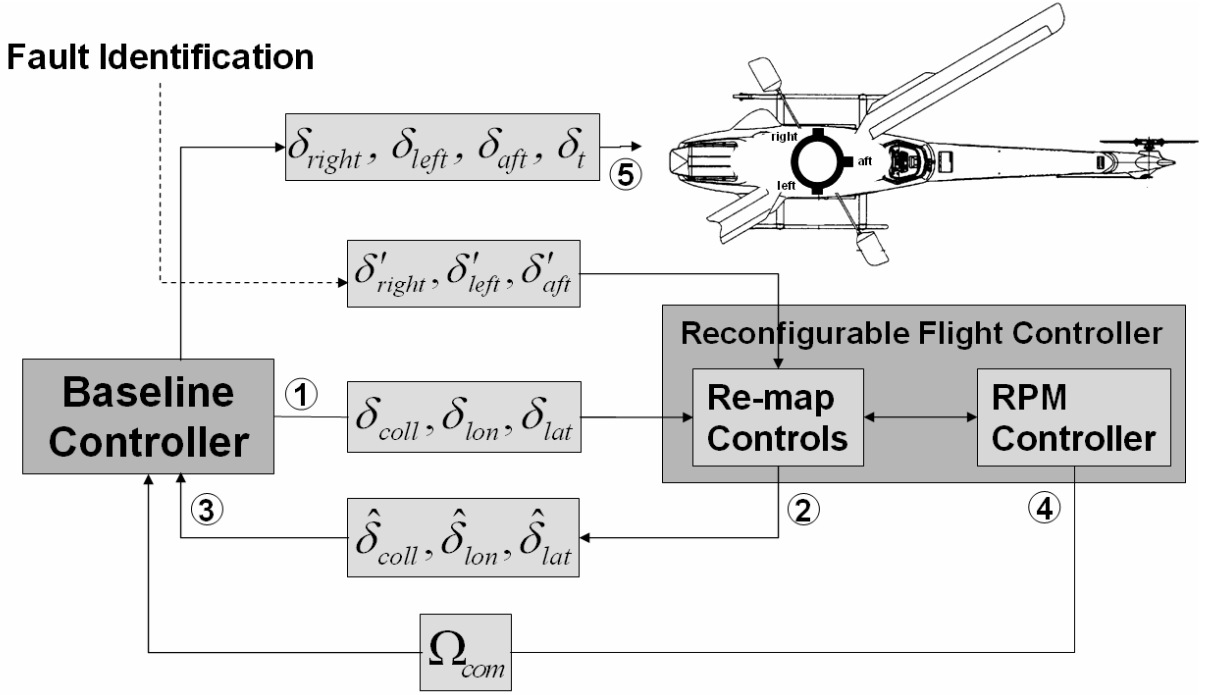 Fault Identification
δ_right, δ_left, δ_aft, δ_t
⑤
right
aft
left
δ′_right, δ′_left, δ′_aft
Reconfigurable Flight Controller
Baseline
Controller
①
δ_coll, δ_lon, δ_lat
Re-map
Controls
RPM
Controller
③
δ̂_coll, δ̂_lon, δ̂_lat
②
④
Ω_com